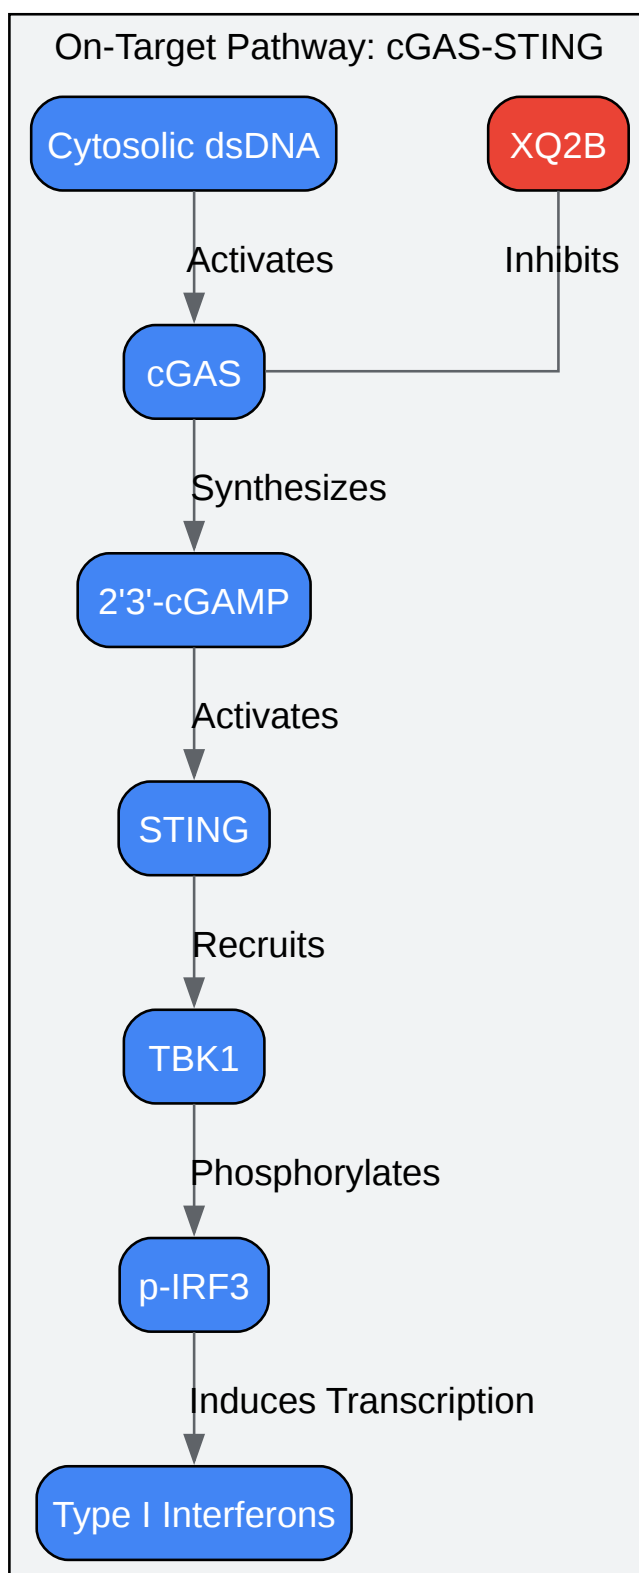 On-Target Pathway: cGAS-STING
Cytosolic dsDNA
XQ2B
Activates
Inhibits
cGAS
Synthesizes
2'3'-cGAMP
Activates
STING
Recruits
TBK1
Phosphorylates
p-IRF3
Induces Transcription
Type I Interferons